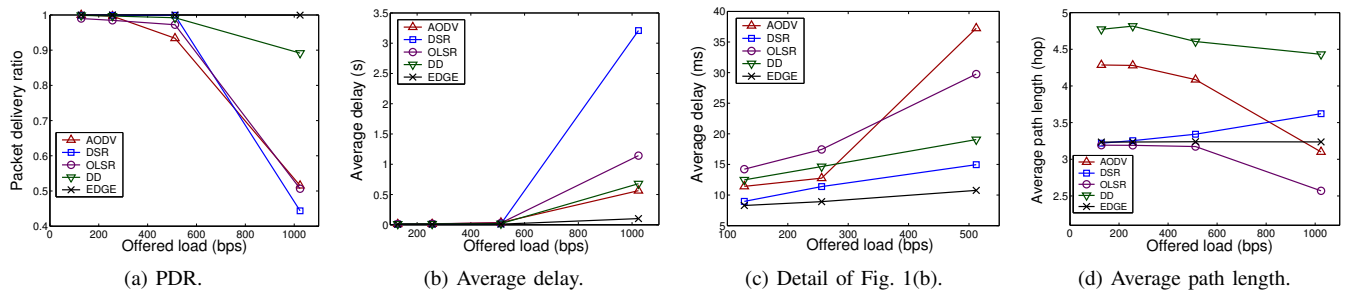 Packet delivery ratio
1
0.9
0.8
0.7
0.6
0.5
0.4
AODV
DSR
OLSR
DD
EDGE
0 200 400 600 800 1000
Offered load (bps)
(a) PDR.
Average delay (s)
3.5
3
2.5
2
1.5
1
0.5
0
AODV
DSR
OLSR
DD
EDGE
200 400 600 800 1000
Offered load (bps)
(b) Average delay.
Average delay (ms)
40
35
30
25
20
15
10
5
AODV
DSR
OLSR
DD
EDGE
100 200 300 400 500
Offered load (bps)
(c) Detail of Fig. 1(b).
Average path length (hop)
5
4.5
4
3.5
3
2.5
AODV
DSR
OLSR
DD
EDGE
0 200 400 600 800 1000
Offered load (bps)
(d) Average path length.